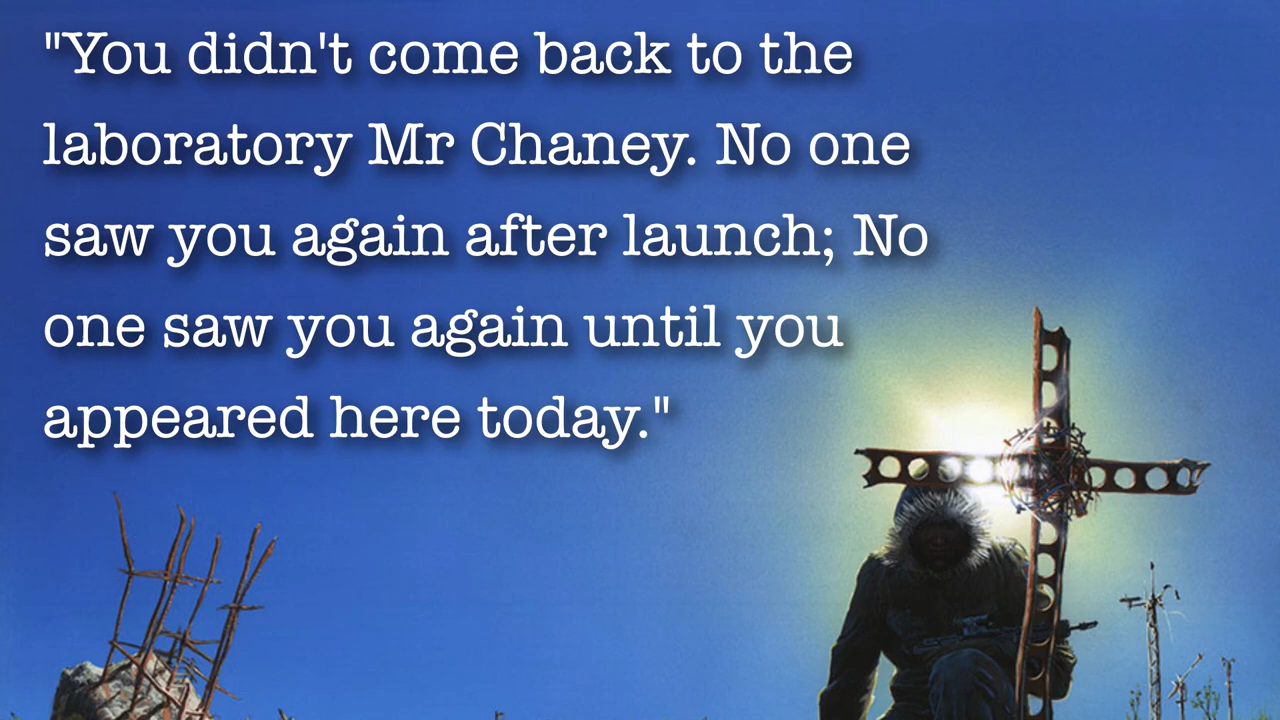 "You didn't come back to the
laboratory Mr Chaney. No one
saw you again after launch; No
one saw you again until you
appeared here today."